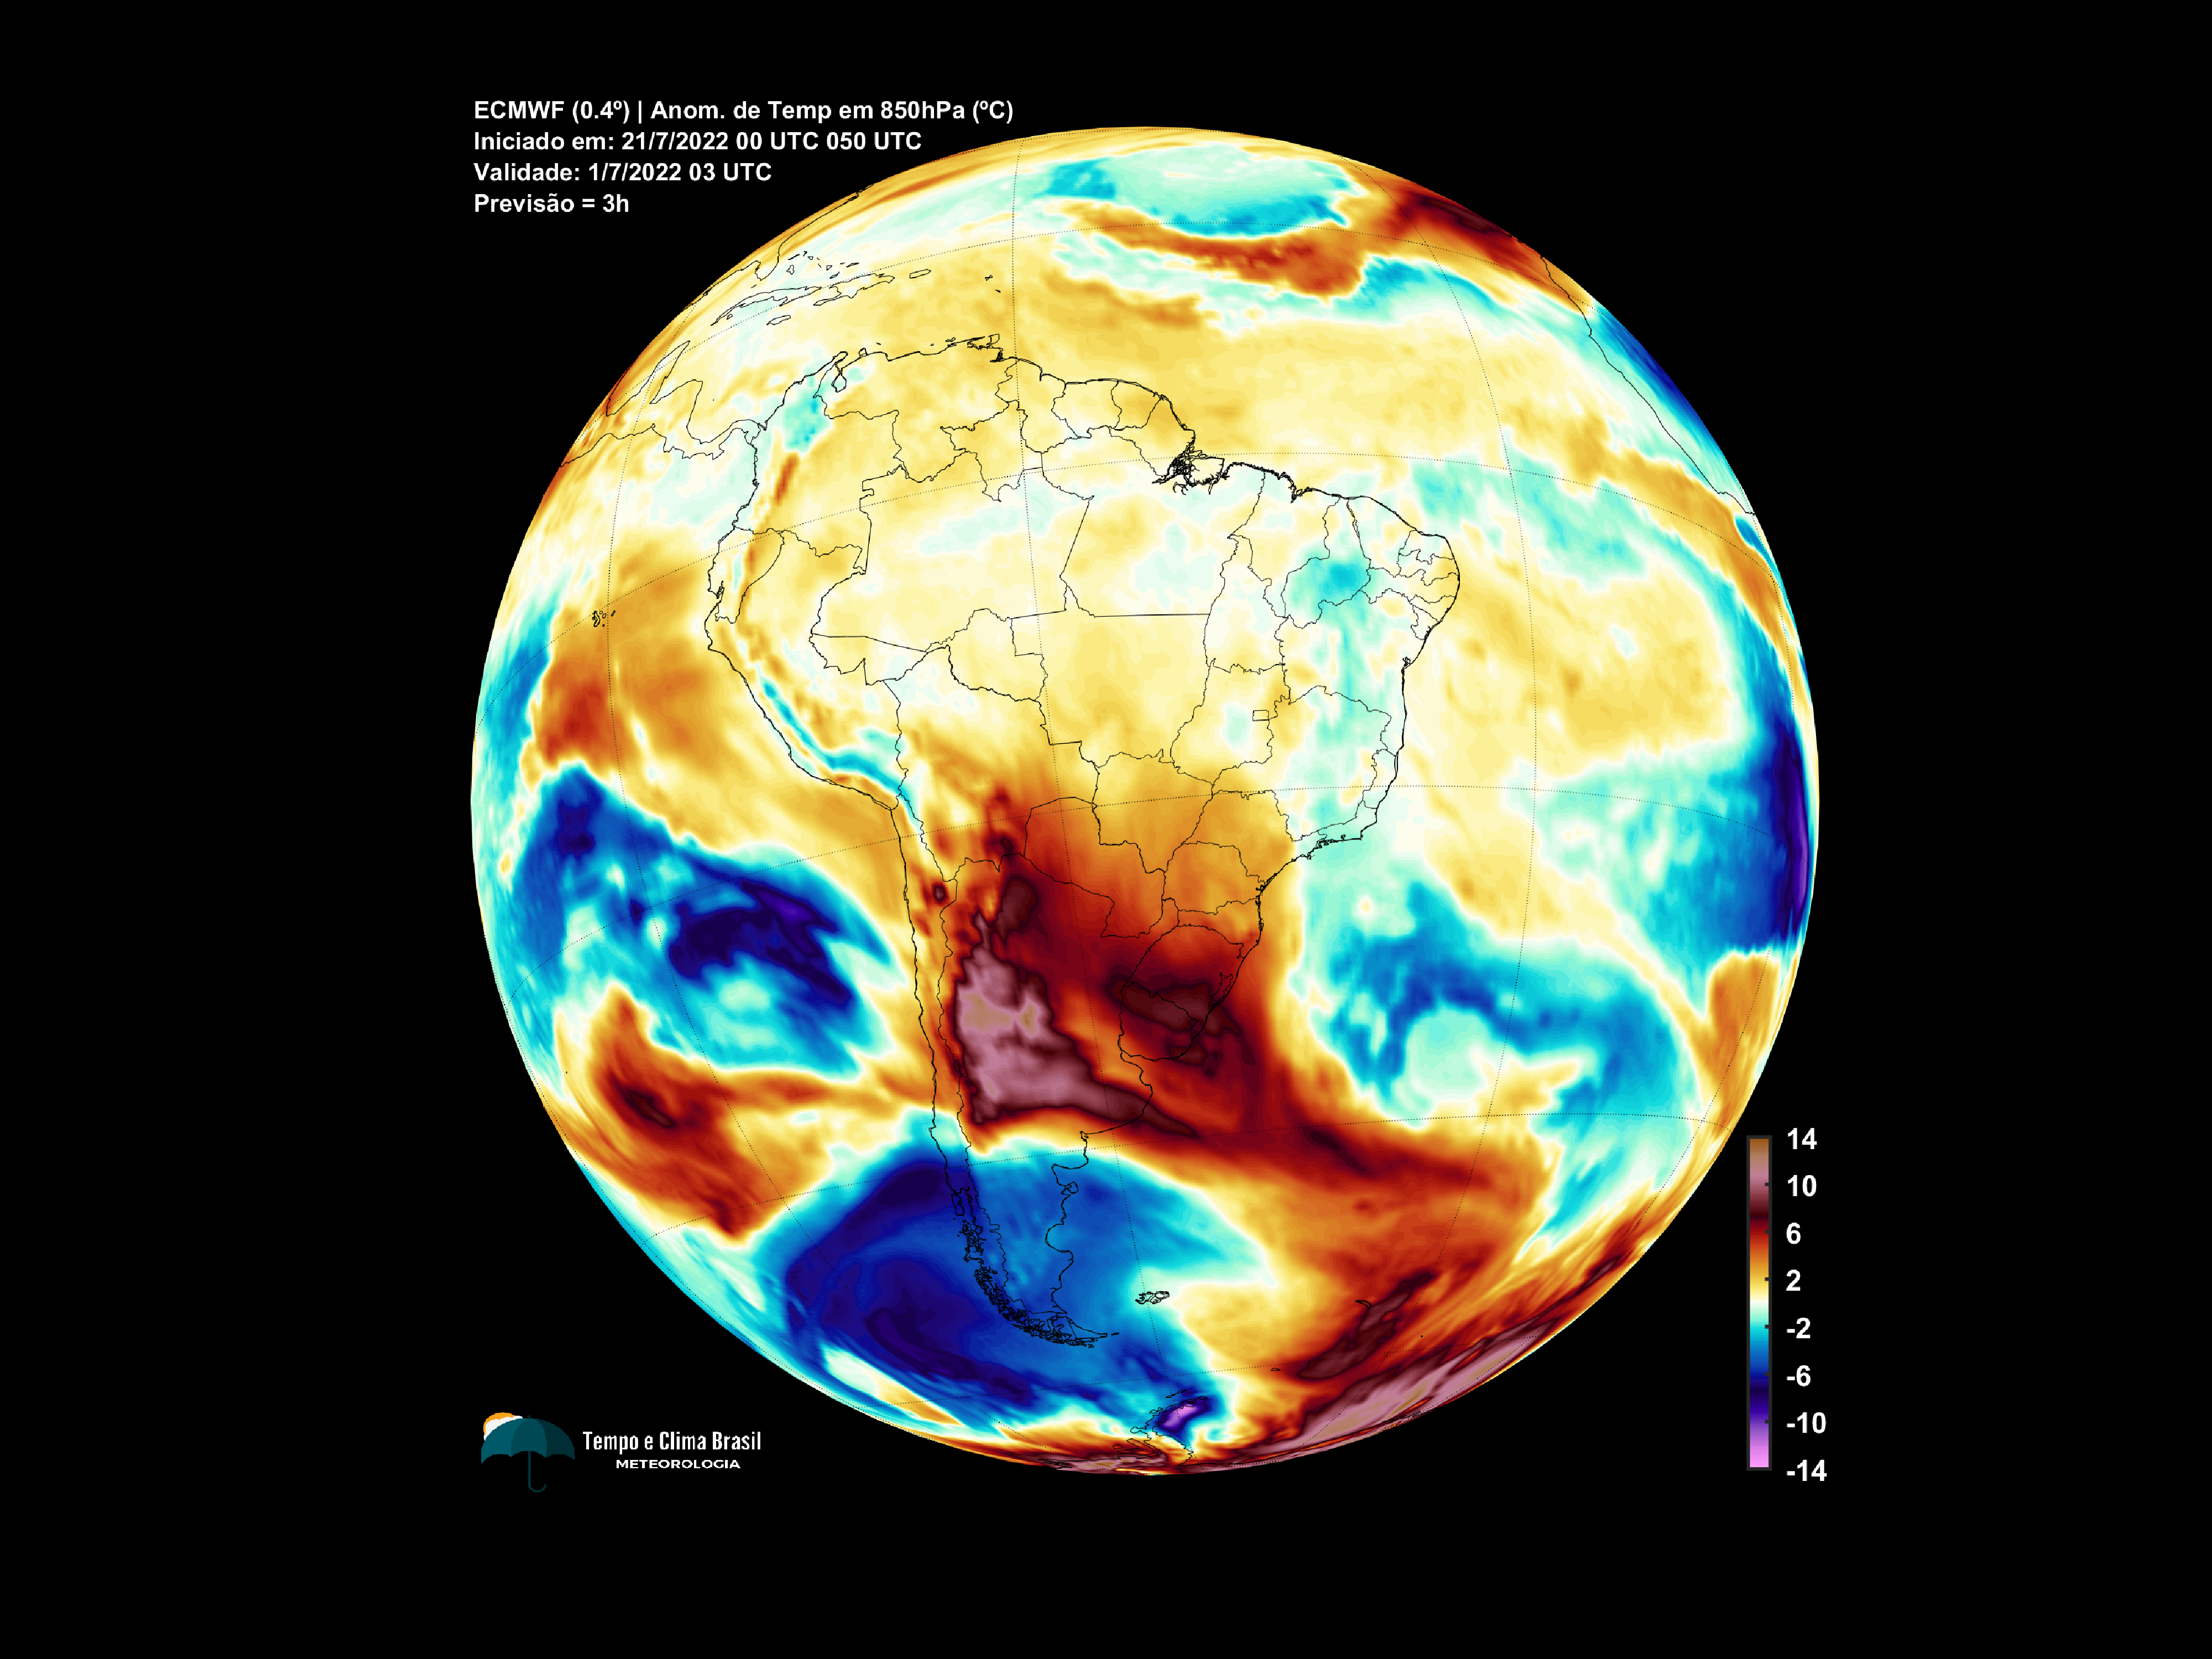 ECMWF (0.4º) | Anom. de Temp em 850hPa (ºC)
Iniciado em: 21/7/2022 00 UTC 050 UTC
Validade: 1/7/2022 03 UTC
Previsão = 3h
14
10
6
2
-2
-6
-10
-14
Tempo e Clima Brasil
METEOROLOGIA